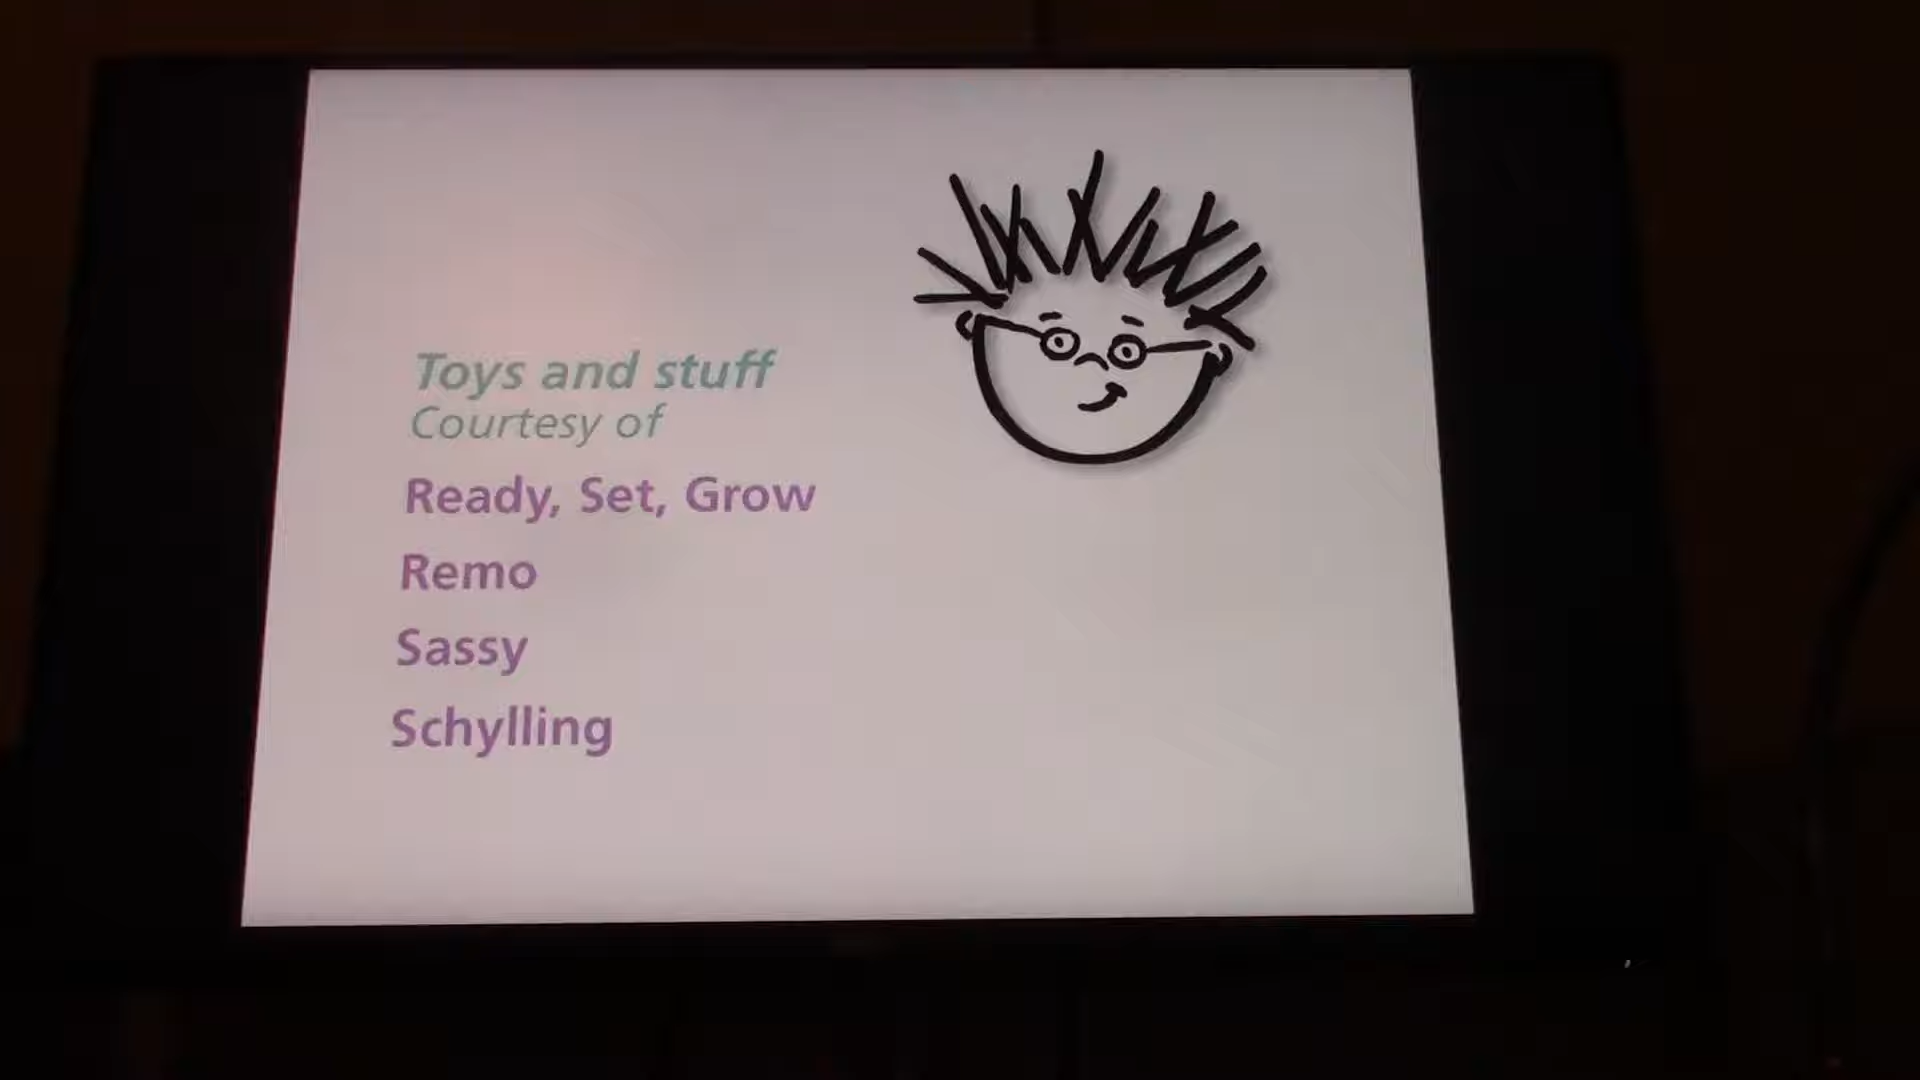 Toys and stuff
Courtesy of
Ready, Set, Grow
Remo
Sassy
Schylling